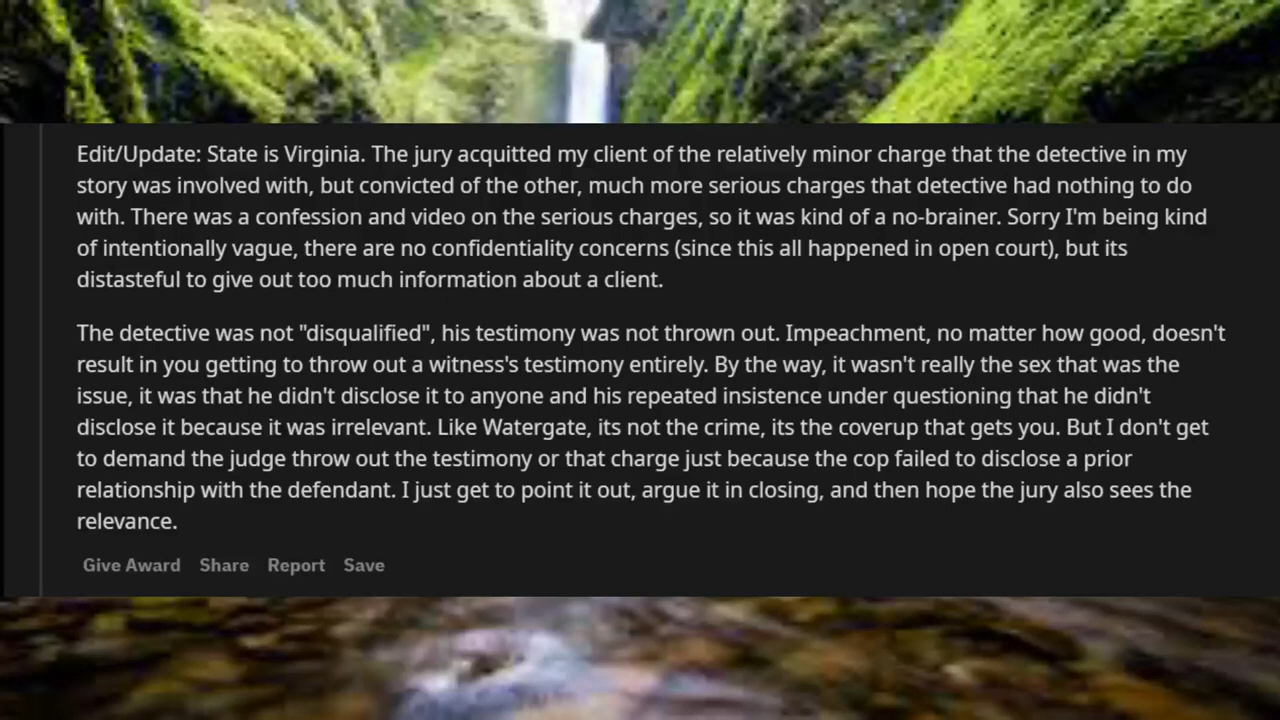 Edit/Update: State is Virginia. The jury acquitted my client of the relatively minor charge that the detective in my
story was involved with, but convicted of the other, much more serious charges that detective had nothing to do
with. There was a confession and video on the serious charges, so it was kind of a no-brainer. Sorry I'm being kind
of intentionally vague, there are no confidentiality concerns (since this all happened in open court), but its
distasteful to give out too much information about a client.
The detective was not "disqualified", his testimony was not thrown out. Impeachment, no matter how good, doesn't
result in you getting to throw out a witness's testimony entirely. By the way, it wasn't really the sex that was the
issue, it was that he didn't disclose it to anyone and his repeated insistence under questioning that he didn't
disclose it because it was irrelevant. Like Watergate, its not the crime, its the coverup that gets you. But I don't get
to demand the judge throw out the testimony or that charge just because the cop failed to disclose a prior
relationship with the defendant. I just get to point it out, argue it in closing, and then hope the jury also sees the
relevance.
Give Award Share Report Save